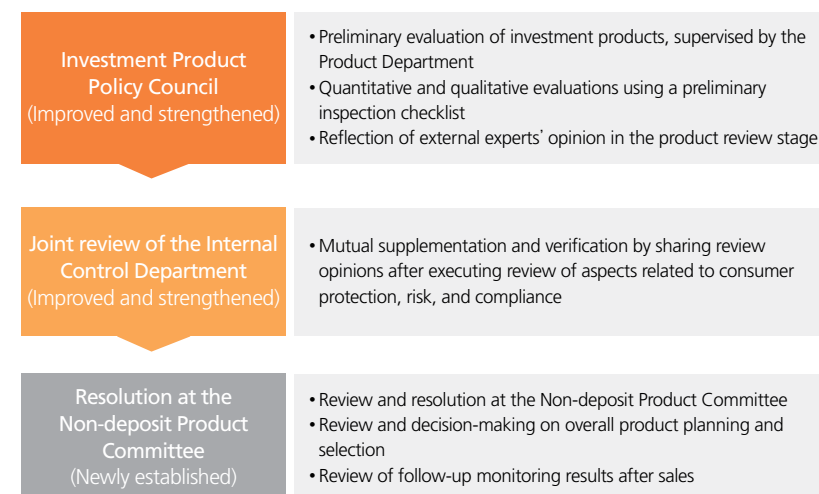 Investment Product
Policy Council
(Improved and strengthened)
• Preliminary evaluation of investment products, supervised by the
Product Department
• Quantitative and qualitative evaluations using a preliminary
inspection checklist
• Reflection of external experts' opinion in the product review stage
Joint review of the Internal
Control Department
(Improved and strengthened)
• Mutual supplementation and verification by sharing review
opinions after executing review of aspects related to consumer
protection, risk, and compliance
Resolution at the
Non-deposit Product
Committee
(Newly established)
• Review and resolution at the Non-deposit Product Committee
• Review and decision-making on overall product planning and
selection
• Review of follow-up monitoring results after sales